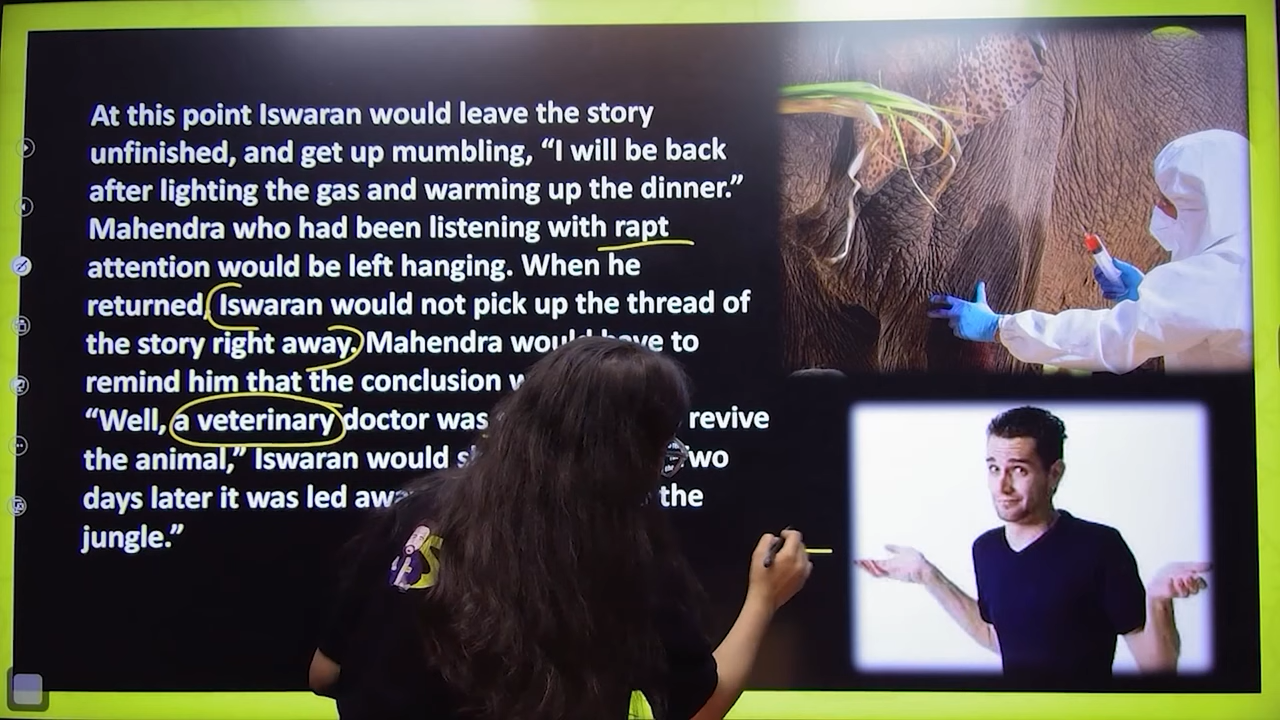 At this point Iswaran would leave the story
unfinished, and get up mumbling, “I will be back
after lighting the gas and warming up the dinner.”
Mahendra who had been listening with rapt
attention would be left hanging. When he
returned, Iswaran would not pick up the thread of
the story right away. Mahendra would have to
remind him that the conclusion
“Well, a veterinary doctor was revive
the animal,” Iswaran would
days later it was led the
jungle.”